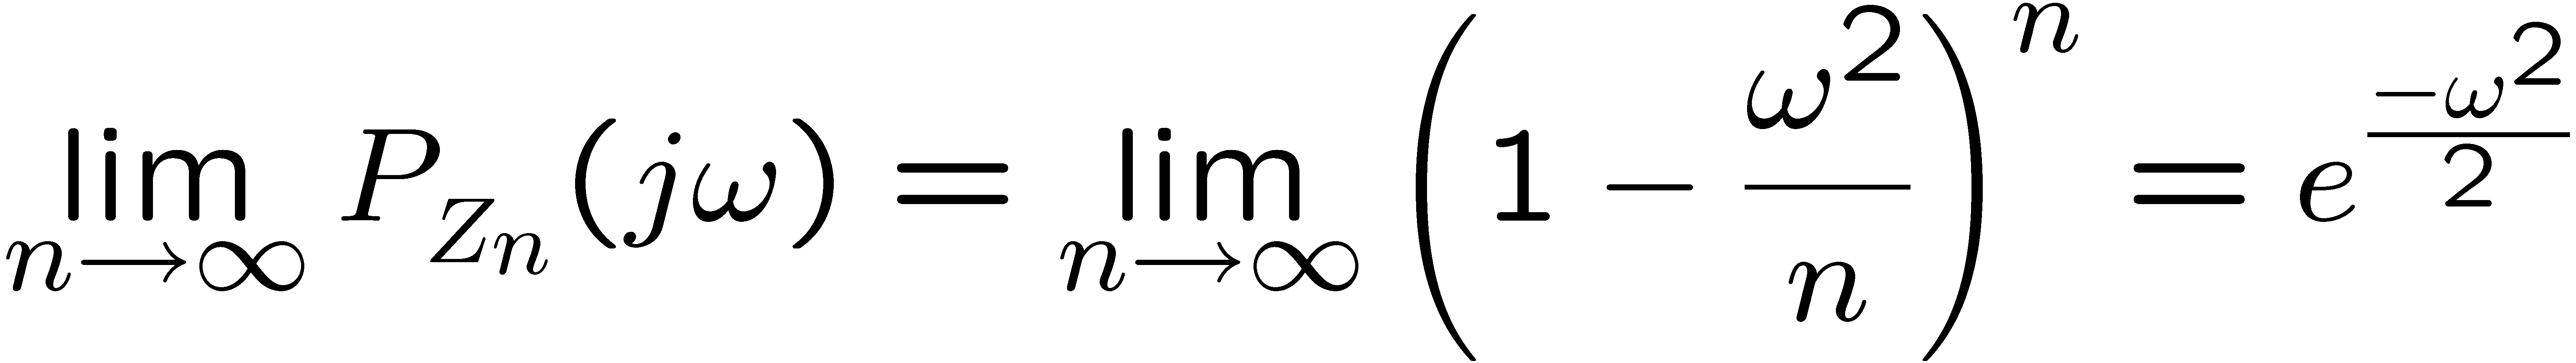 \lim_{n \to \infty} P_{Z_n}(j\omega) = \lim_{n \to \infty} \left( 1 - \frac{\omega^2}{n} \right)^n = e^{\frac{-\omega^2}{2}}